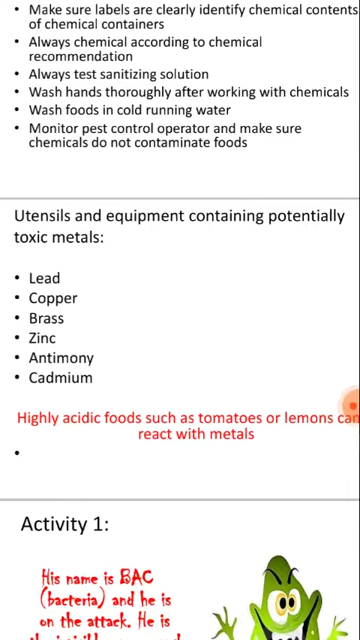 • Make sure labels are clearly identify chemical contents
of chemical containers
• Always chemical according to chemical
recommendation
• Always test sanitizing solution
• Wash hands thoroughly after working with chemicals
• Wash foods in cold running water
• Monitor pest control operator and make sure
chemicals do not contaminate foods
Utensils and equipment containing potentially
toxic metals:
• Lead
• Copper
• Brass
• Zinc
• Antimony
• Cadmium
Highly acidic foods such as tomatoes or lemons can
react with metals
•
Activity 1:
His name is BAC
(bacteria) and he is
on the attack. He is